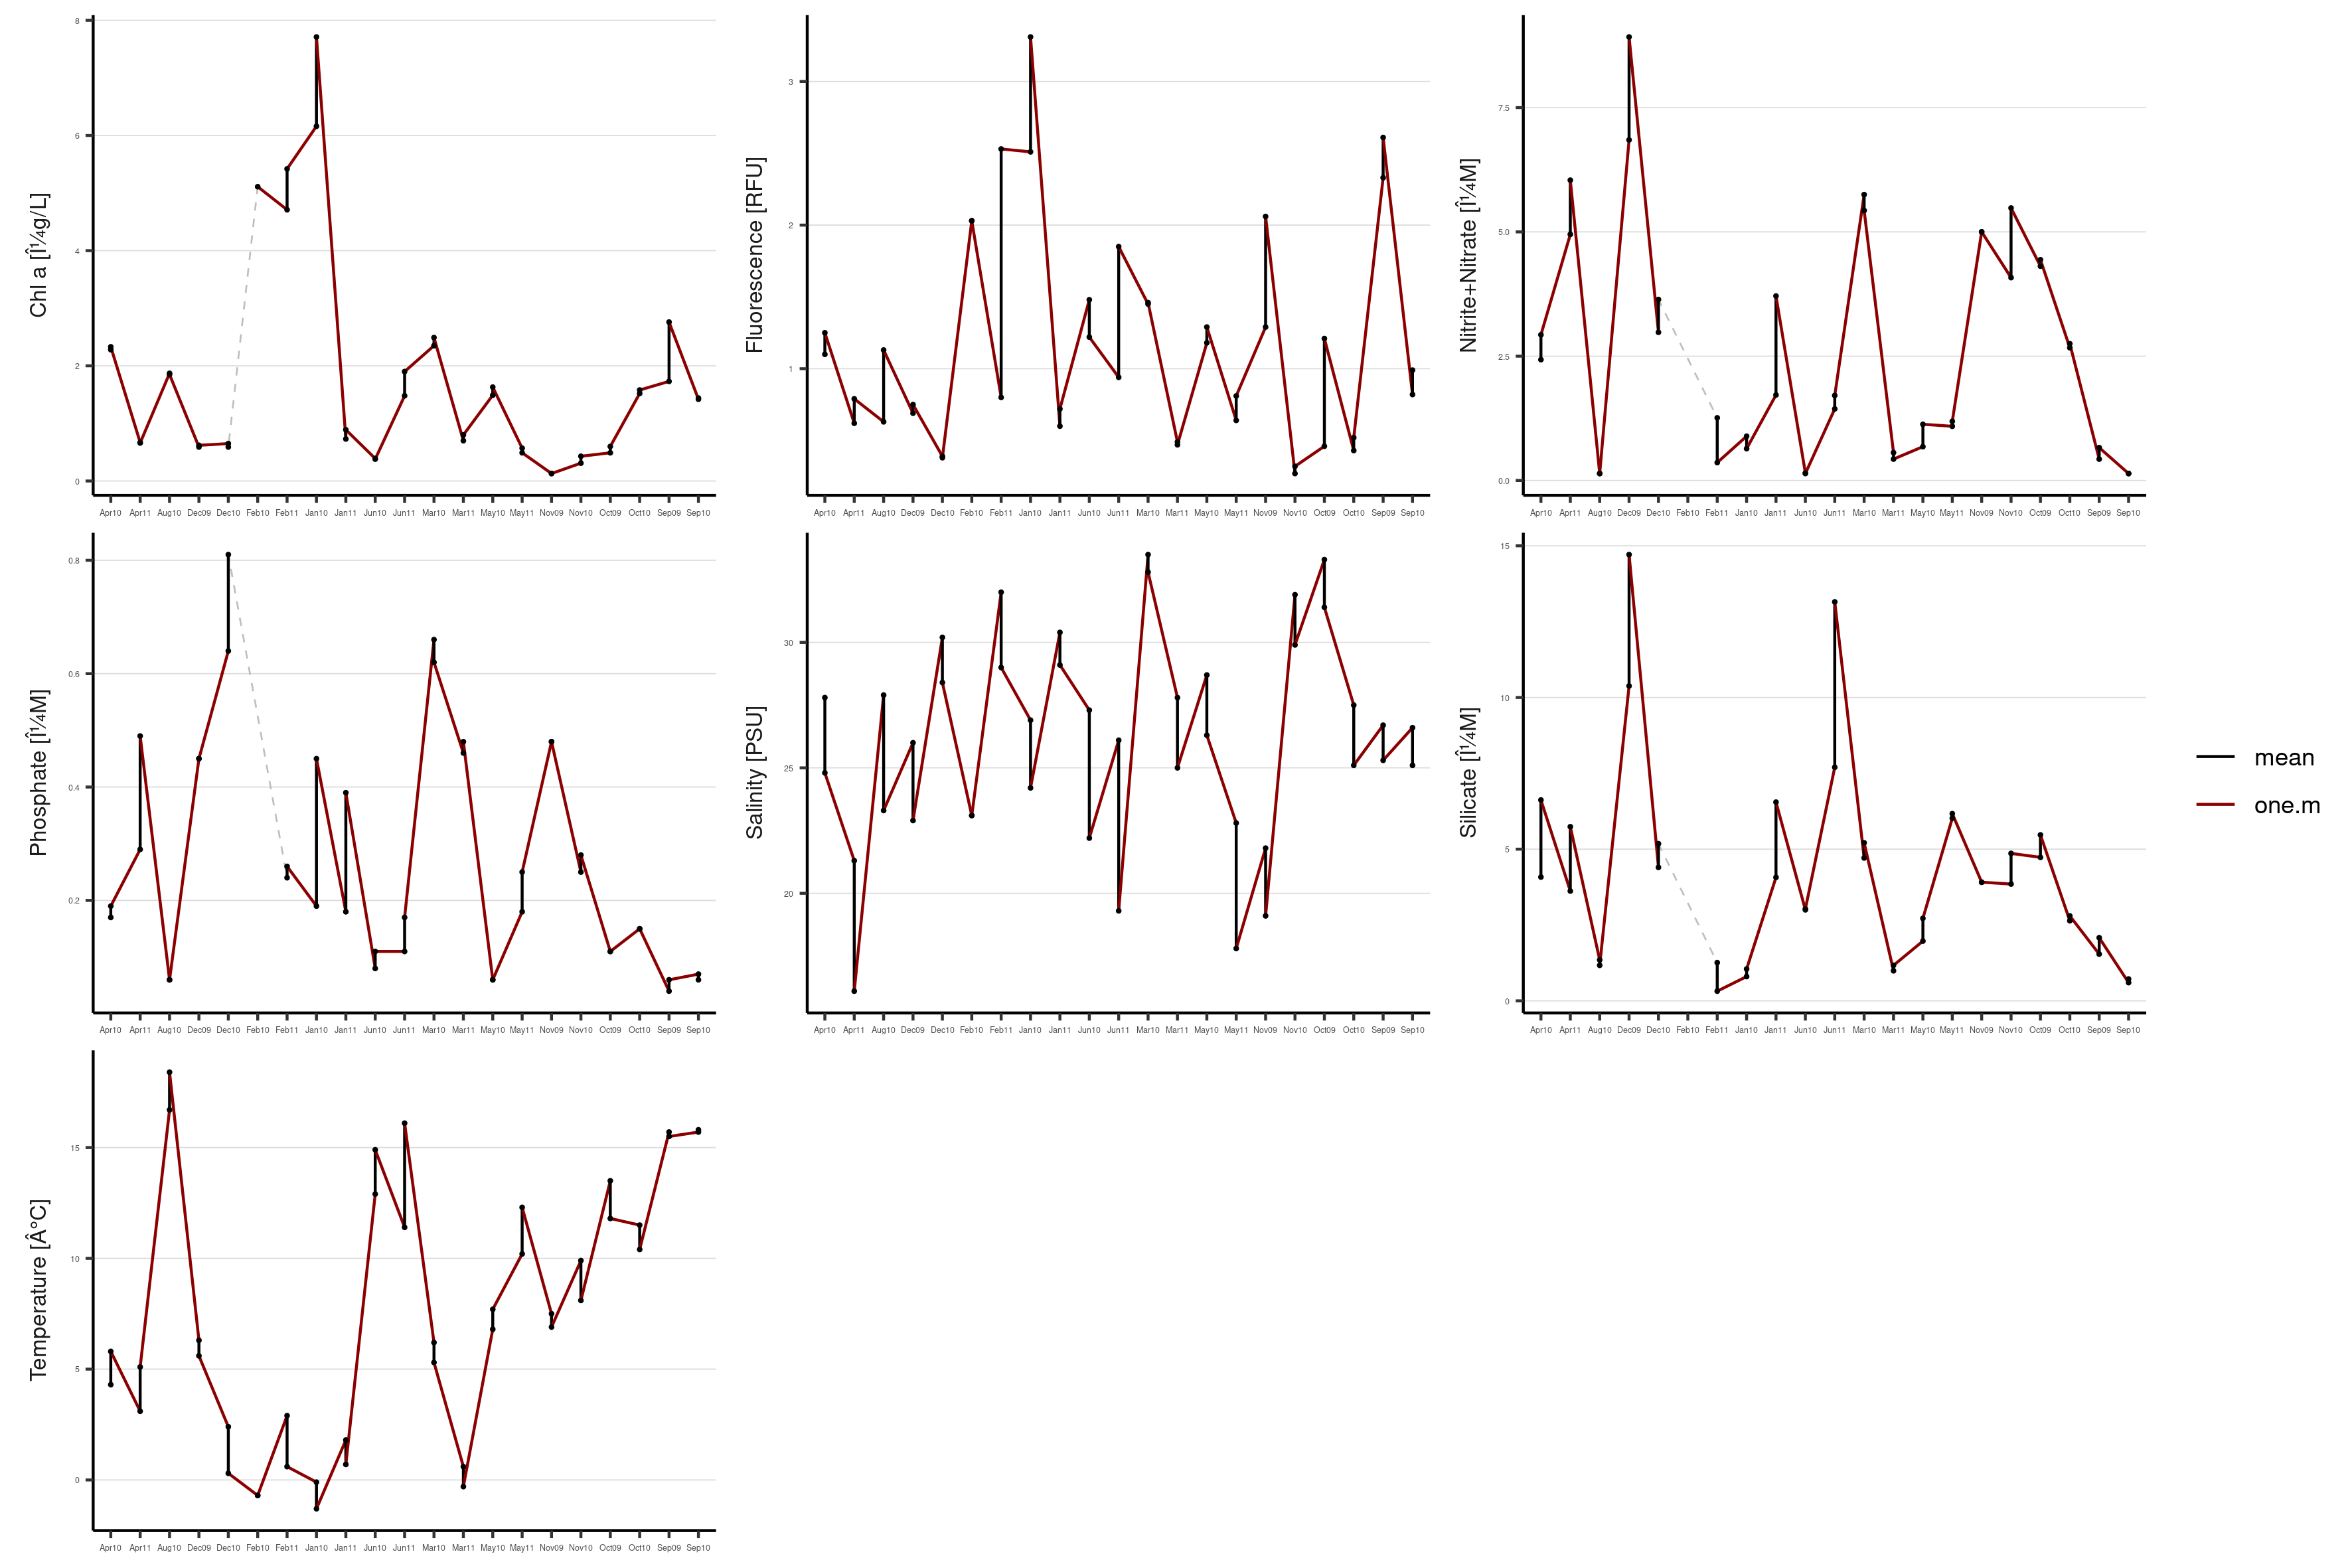 Chl a [Î¼g/L]
8
6
4
2
0
Apr10 Apr11 Aug10 Dec09 Dec10 Feb10 Feb11 Jan10 Jan11 Jun10 Jun11 Mar10 Mar11 May10 May11 Nov09 Nov10 Oct09 Oct10 Sep09 Sep10
Fluorescence [RFU]
3
2
1
Apr10 Apr11 Aug10 Dec09 Dec10 Feb10 Feb11 Jan10 Jan11 Jun10 Jun11 Mar10 Mar11 May10 May11 Nov09 Nov10 Oct09 Oct10 Sep09 Sep10
Nitrite+Nitrate [Î¼M]
7.5
5.0
2.5
0.0
Apr10 Apr11 Aug10 Dec09 Dec10 Feb10 Feb11 Jan10 Jan11 Jun10 Jun11 Mar10 Mar11 May10 May11 Nov09 Nov10 Oct09 Oct10 Sep09 Sep10
Phosphate [Î¼M]
0.8
0.6
0.4
0.2
Apr10 Apr11 Aug10 Dec09 Dec10 Feb10 Feb11 Jan10 Jan11 Jun10 Jun11 Mar10 Mar11 May10 May11 Nov09 Nov10 Oct09 Oct10 Sep09 Sep10
Salinity [PSU]
30
25
20
Apr10 Apr11 Aug10 Dec09 Dec10 Feb10 Feb11 Jan10 Jan11 Jun10 Jun11 Mar10 Mar11 May10 May11 Nov09 Nov10 Oct09 Oct10 Sep09 Sep10
Silicate [Î¼M]
15
10
5
0
Apr10 Apr11 Aug10 Dec09 Dec10 Feb10 Feb11 Jan10 Jan11 Jun10 Jun11 Mar10 Mar11 May10 May11 Nov09 Nov10 Oct09 Oct10 Sep09 Sep10
mean
one.m
Temperature [Â°C]
15
10
5
0
Apr10 Apr11 Aug10 Dec09 Dec10 Feb10 Feb11 Jan10 Jan11 Jun10 Jun11 Mar10 Mar11 May10 May11 Nov09 Nov10 Oct09 Oct10 Sep09 Sep10